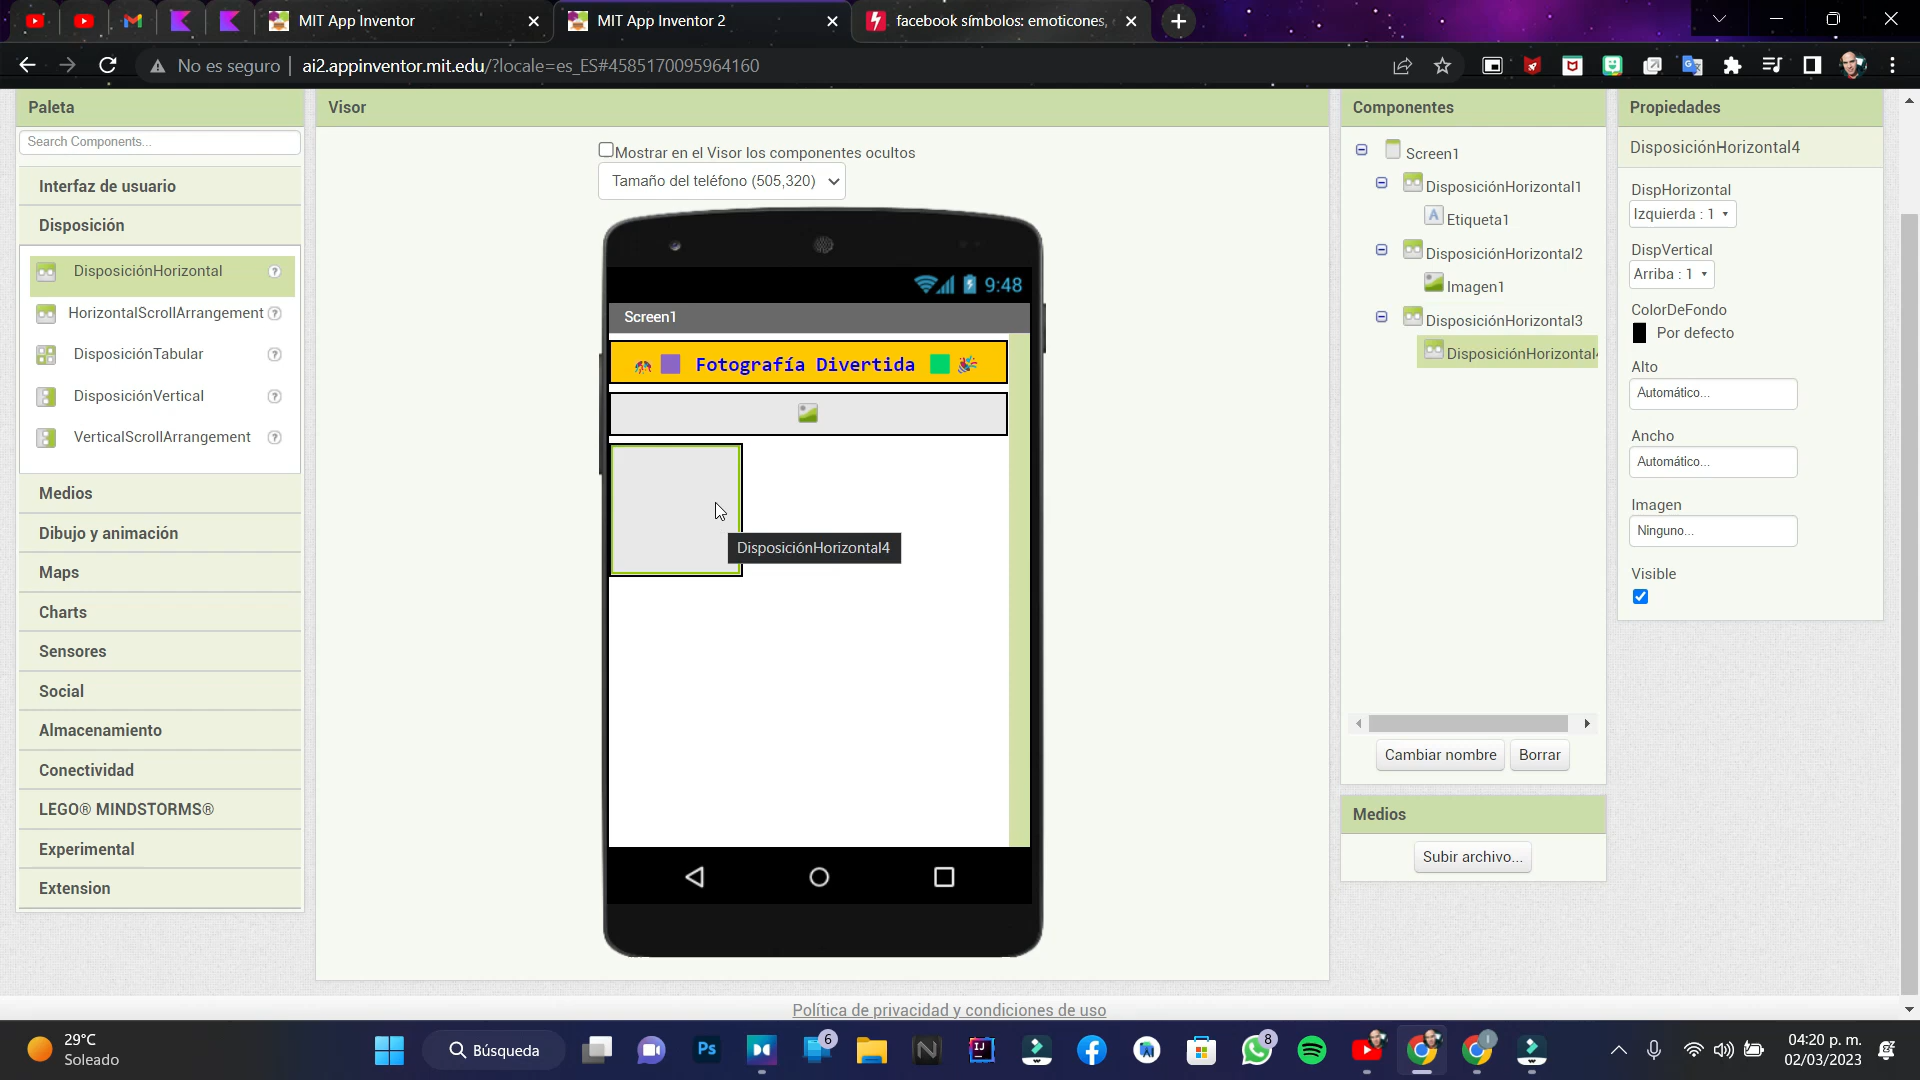 MIT App Inventor
MIT App Inventor 2
facebook símbolos: emoticones,
No es seguro
ai2.appinventor.mit.edu/?locale=es_ES#4585170095964160
Paleta
Search Components...
Interfaz de usuario
Disposición
DisposiciónHorizontal
HorizontalScrollArrangement
DisposiciónTabular
DisposiciónVertical
VerticalScrollArrangement
Medios
Dibujo y animación
Maps
Charts
Sensores
Social
Almacenamiento
Conectividad
LEGO® MINDSTORMS®
Experimental
Extension
Visor
Mostrar en el Visor los componentes ocultos
Tamaño del teléfono (505,320)
9:48
Screen1
Fotografía Divertida
DisposiciónHorizontal4
Componentes
Screen1
DisposiciónHorizontal1
A Etiqueta1
DisposiciónHorizontal2
Imagen1
DisposiciónHorizontal3
DisposiciónHorizontal4
Cambiar nombre
Borrar
Medios
Subir archivo...
Propiedades
DisposiciónHorizontal4
DispHorizontal
Izquierda : 1
DispVertical
Arriba : 1
ColorDeFondo
Por defecto
Alto
Automático...
Ancho
Automático...
Imagen
Ninguno...
Visible
Política de privacidad y condiciones de uso
29°C
Soleado
Búsqueda
Ps
6
N
IJ
8
04:20 p. m.
02/03/2023